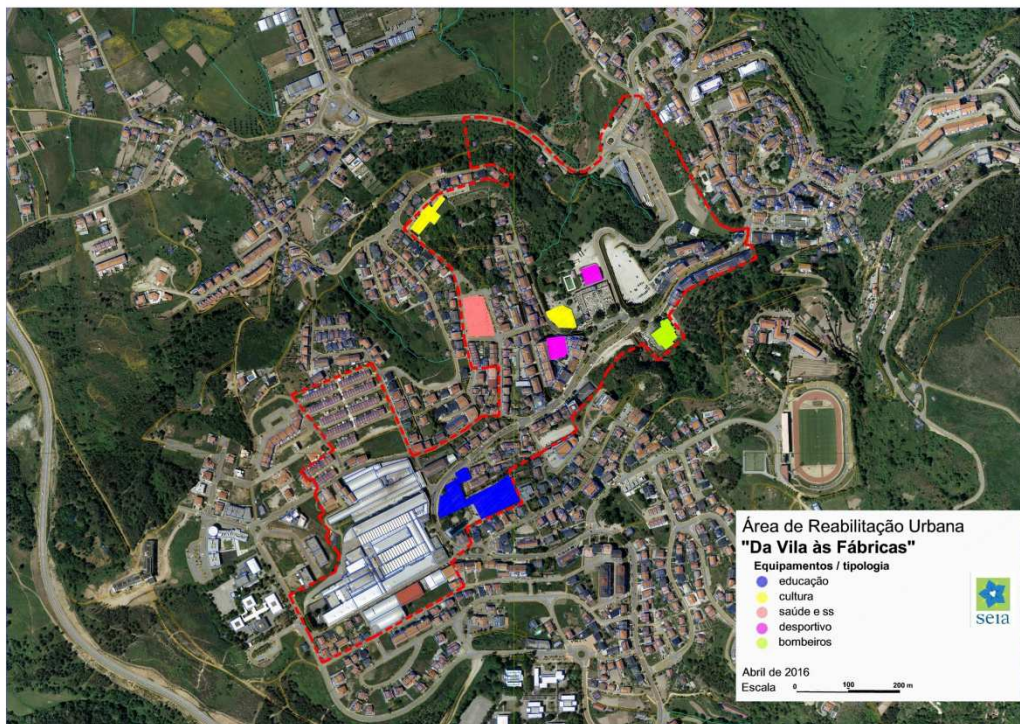 Área de Reabilitação Urbana
"Da Vila às Fábricas"
Equipamentos / tipologia
educação
cultura
saúde e ss
desportivo
bombeiros
seia
Abril de 2016
Escala 0 100 200 m